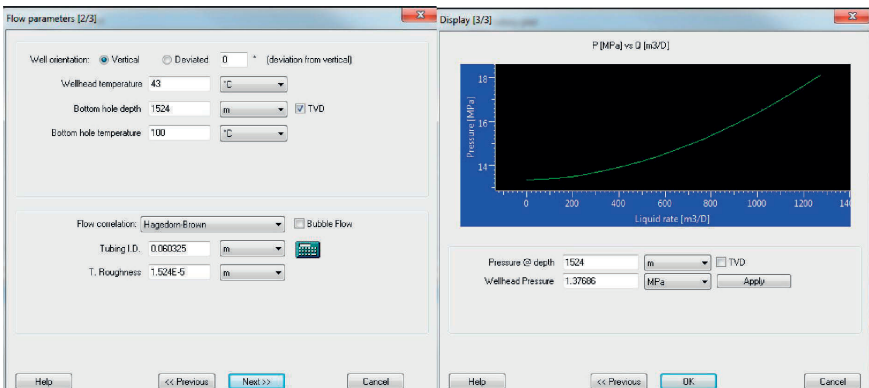 Flow parameters [2/3]
Well orientation: Vertical Deviated 0 ° (deviation from vertical)
Wellhead temperature 43 °C
Bottom hole depth 1524 m TVD
Bottom hole temperature 100 °C
Flow correlation: Hagedorn-Brown Bubble Flow
Tubing I.D. 0.060325 m
T. Roughness 1.524E-5 m
Help << Previous Next >> Cancel
Display [3/3]
P [MPa] vs Q [m3/D]
Pressure [MPa]
18
16
14
0 200 400 600 800 1000 1200 140
Liquid rate [m3/D]
Pressure @ depth 1524 m TVD
Wellhead Pressure 1.37686 MPa Apply
Help << Previous OK Cancel